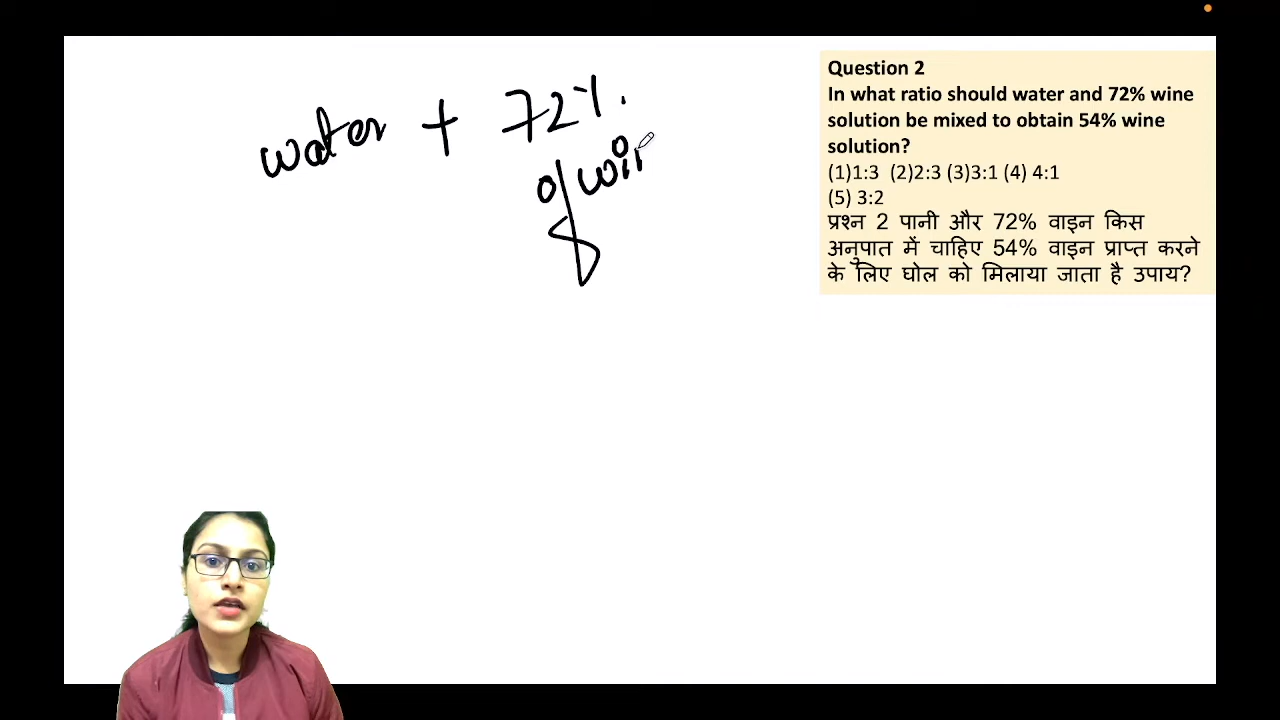 water + 72%.
of win
Question 2
In what ratio should water and 72% wine
solution be mixed to obtain 54% wine
solution?
(1)1:3 (2)2:3 (3)3:1 (4) 4:1
(5) 3:2
प्रश्न 2 पानी और 72% वाइन किस
अनुपात में चाहिए 54% वाइन प्राप्त करने
के लिए घोल को मिलाया जाता है उपाय?